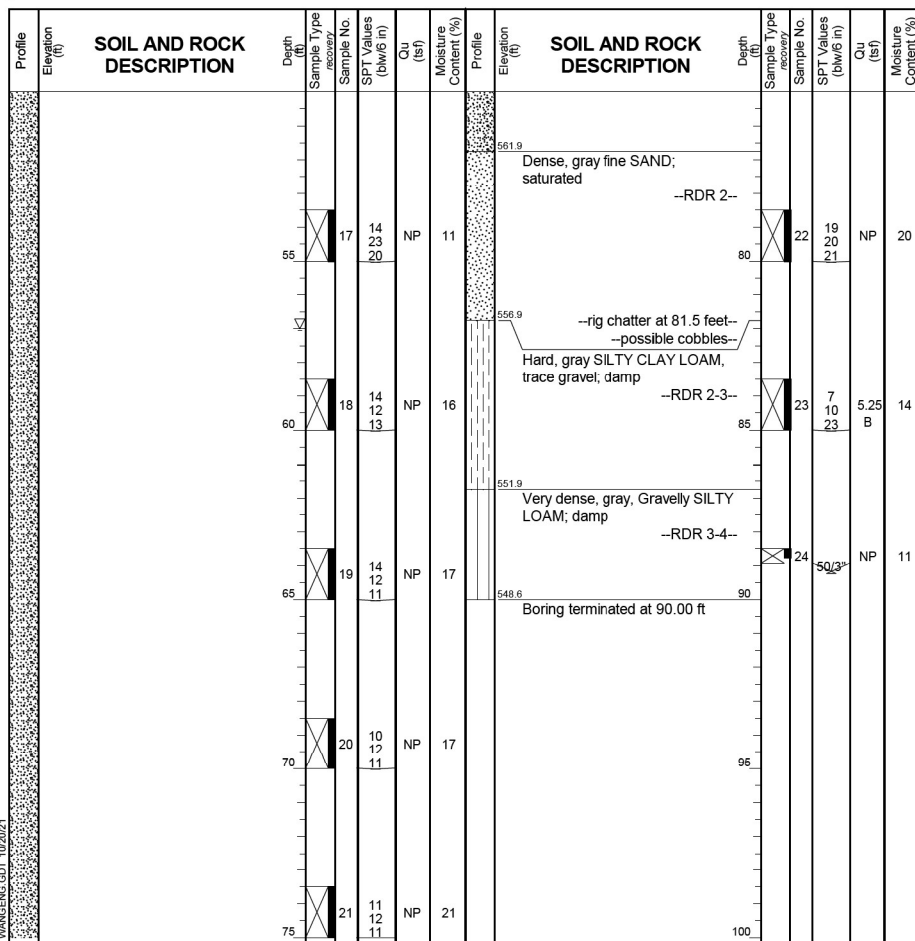 Profile
Elevation (ft)
SOIL AND ROCK
DESCRIPTION
Depth (ft)
Sample Type
recovery
Sample No.
SPT Values
(blw/6 in)
Qu
(tsf)
Moisture
Content (%)
Profile
Elevation
(ft)
SOIL AND ROCK
DESCRIPTION
Depth
(ft)
Sample Type
recovery
Sample No.
SPT Values
(blw/6 in)
Qu
(tsf)
Moisture
Content (%)
55
17
14
23
20
NP
11
60
18
14
12
13
NP
16
65
19
14
12
11
NP
17
70
20
10
12
11
NP
17
75
21
11
12
11
NP
21
WANGENG.GDT 10/20/21
561.9
Dense, gray fine SAND;
saturated
--RDR 2--
80
22
19
20
21
NP
20
556.9
--rig chatter at 81.5 feet--
--possible cobbles--
Hard, gray SILTY CLAY LOAM,
trace gravel; damp
--RDR 2-3--
85
23
7
10
23
5.25
B
14
551.9
Very dense, gray, Gravelly SILTY
LOAM; damp
--RDR 3-4--
24
50/3"
NP
11
548.6
90
Boring terminated at 90.00 ft
95
100